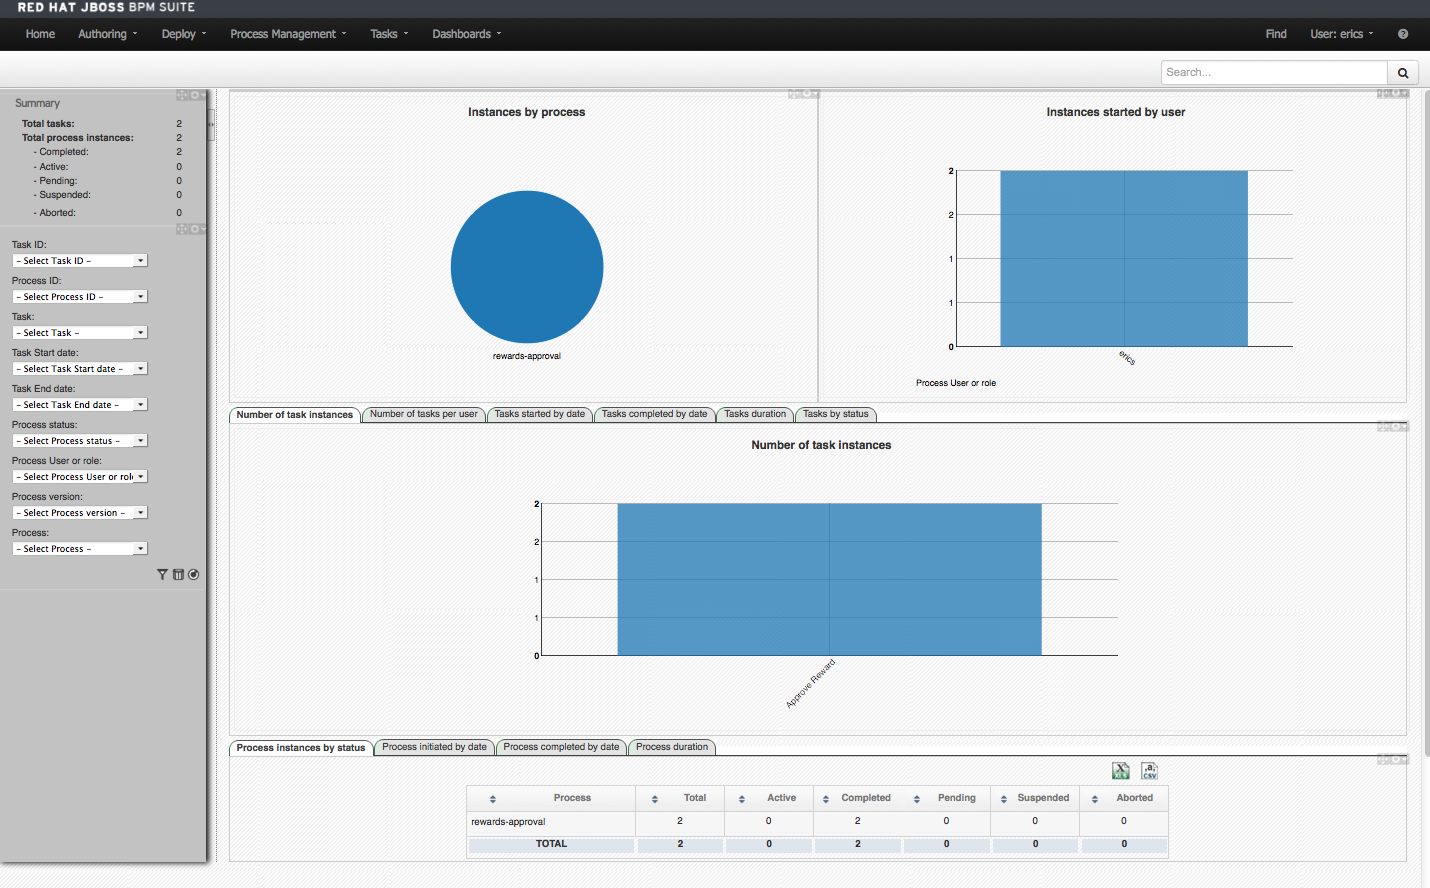 RED HAT JBOSS BPM SUITE
Home Authoring Deploy Process Management Tasks Dashboards Find User: erics ?
Search...
Summary
Total tasks: 2
Total process instances: 2
- Completed: 2
- Active: 0
- Pending: 0
- Suspended: 0
- Aborted: 0
Task ID:
- Select Task ID -
Process ID:
- Select Process ID -
Task:
- Select Task -
Task Start date:
- Select Task Start date -
Task End date:
- Select Task End date -
Process status:
- Select Process status -
Process User or role:
- Select Process User or role
Process version:
- Select Process version -
Process:
- Select Process -
Instances by process
rewards-approval
Instances started by user
2
2
1
1
0
erics
Process User or role
Number of task instances Number of tasks per user Tasks started by date Tasks completed by date Tasks duration Tasks by status
Number of task instances
2
2
1
1
0
Approve Reward
Process instances by status Process initiated by date Process completed by date Process duration
X XLS a, CSV
Process Total Active Completed Pending Suspended Aborted
rewards-approval 2 0 2 0 0 0
TOTAL 2 0 2 0 0 0